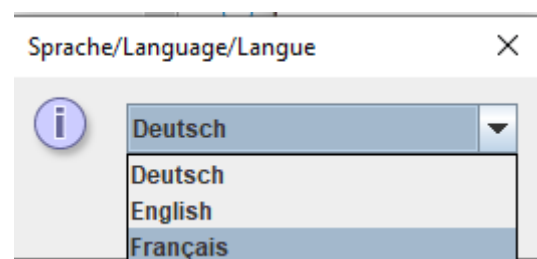 Sprache/Language/Langue
Deutsch
Deutsch
English
Français